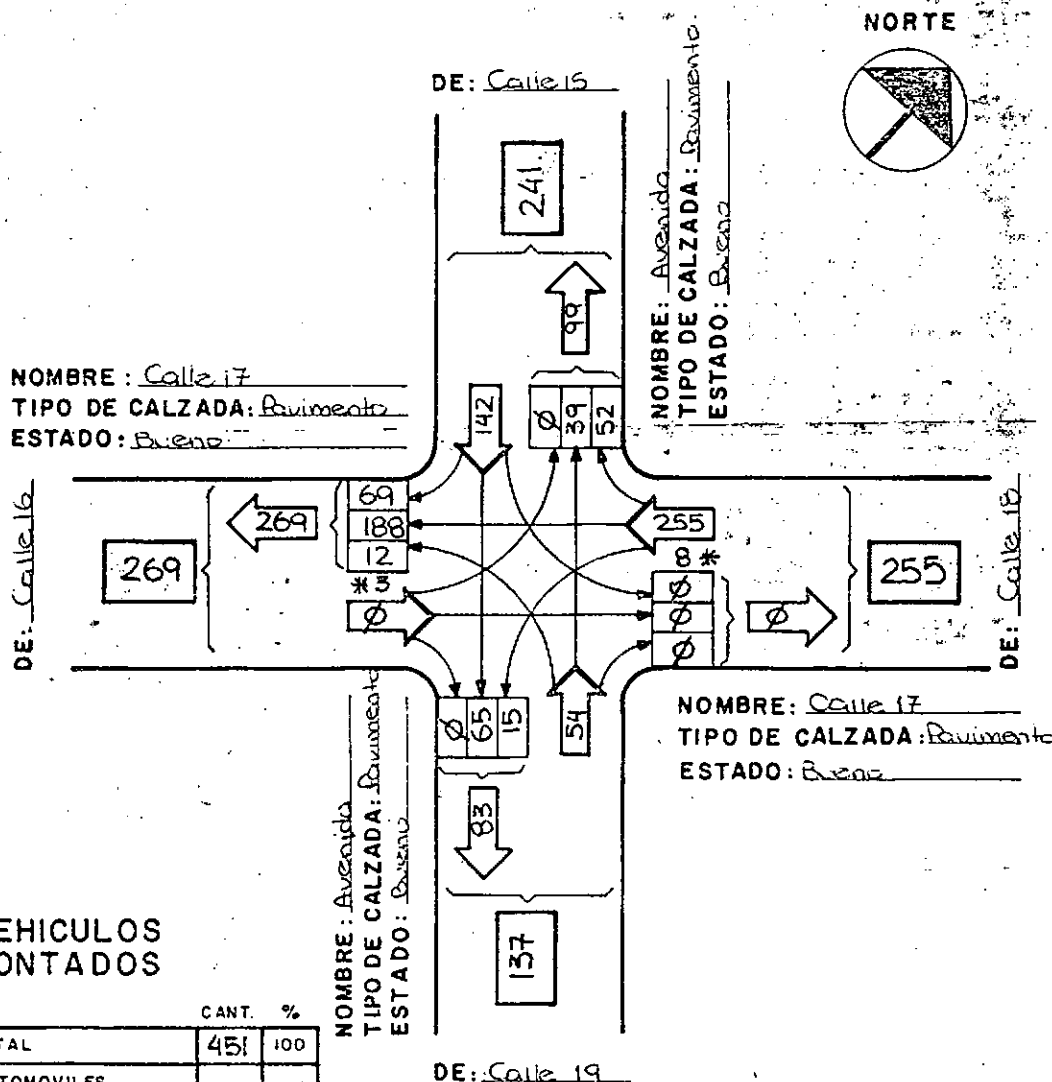 NORTE
DE: Calle 15
241
NOMBRE: Avenida
TIPO DE CALZADA: Pavimento.
ESTADO: Bueno
99
NOMBRE: Calle 17
TIPO DE CALZADA: Pavimento
ESTADO: Bueno
142
Ø 39 52
DE: Calle 16
269
269
69
188
12
* 3
Ø
255
8 *
Ø
Ø
Ø
Ø
255
DE: Calle 18
Ø 65 15
54
NOMBRE: Calle 17
TIPO DE CALZADA: Pavimento
ESTADO: Bueno
NOMBRE: Avenida
TIPO DE CALZADA: Pavimento
ESTADO: Bueno
83
137
EHICULOS
ONTADOS
CANT. %
TAL 451 100
TOMOVILES
DE: Calle 19